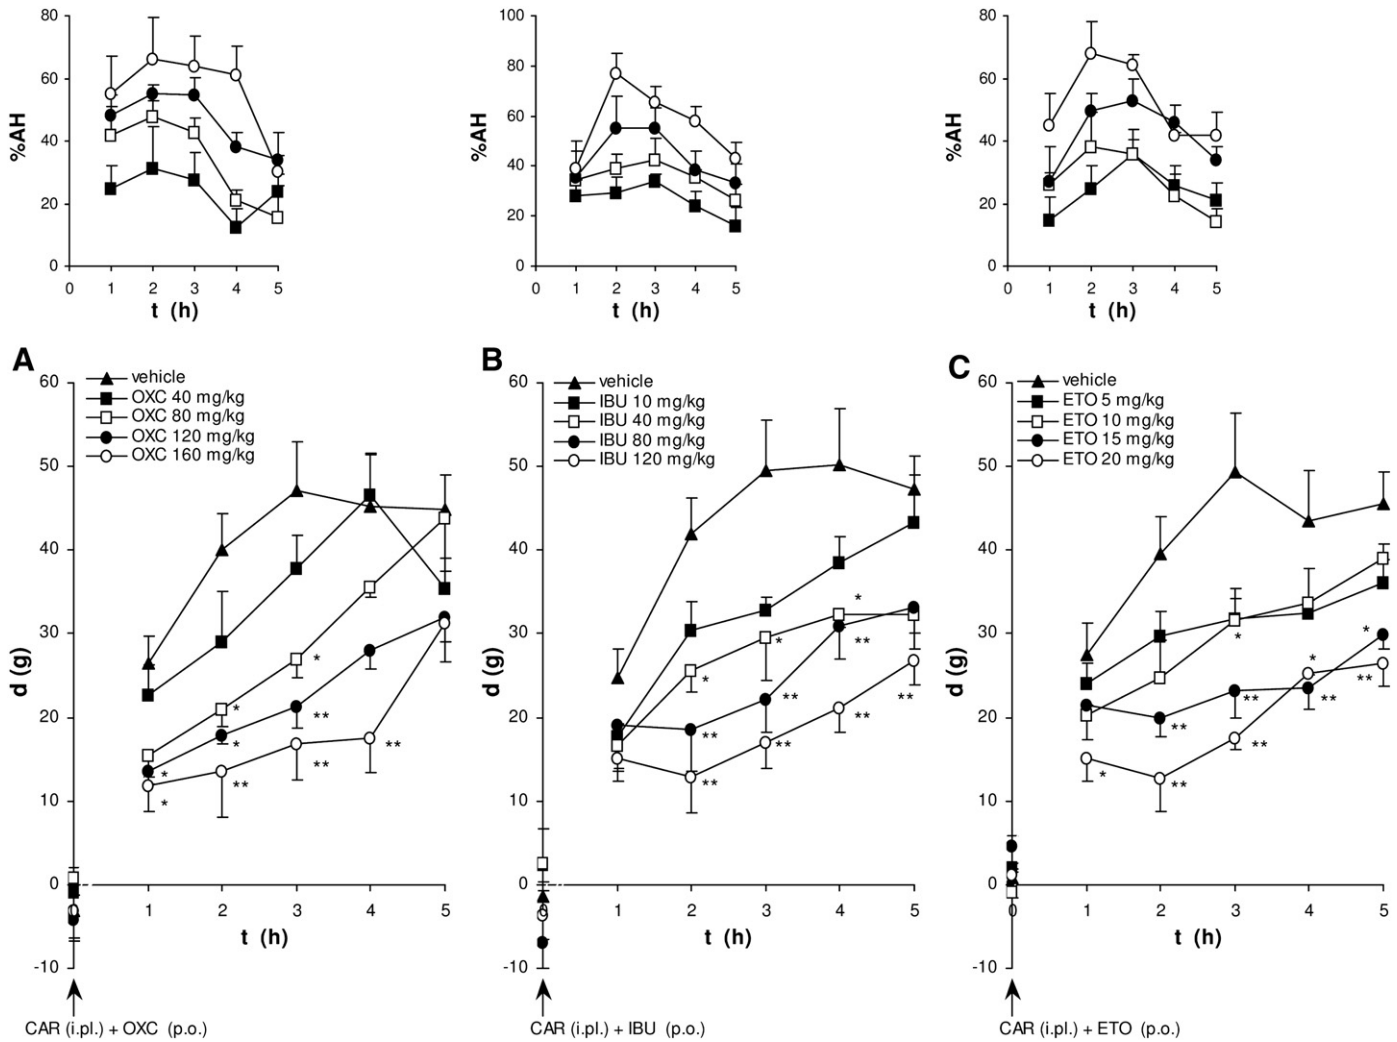 80
60
40
20
0
%AH
0 1 2 3 4 5
t (h)
100
80
60
40
20
0
%AH
0 1 2 3 4 5
t (h)
80
60
40
20
0
%AH
0 1 2 3 4 5
t (h)
A
vehicle
OXC 40 mg/kg
OXC 80 mg/kg
OXC 120 mg/kg
OXC 160 mg/kg
60
50
40
30
20
10
0
-10
d (g)
*
*
**
*
**
*
*
**
**
1 2 3 4 5
t (h)
CAR (i.pl.) + OXC (p.o.)
B
vehicle
IBU 10 mg/kg
IBU 40 mg/kg
IBU 80 mg/kg
IBU 120 mg/kg
60
50
40
30
20
10
0
-10
d (g)
*
**
*
*
**
**
**
**
**
**
0 1 2 3 4 5
t (h)
CAR (i.pl.) + IBU (p.o.)
C
vehicle
ETO 5 mg/kg
ETO 10 mg/kg
ETO 15 mg/kg
ETO 20 mg/kg
60
50
40
30
20
10
0
-10
d (g)
*
*
*
**
**
**
**
**
*
**
0 1 2 3 4 5
t (h)
CAR (i.pl.) + ETO (p.o.)